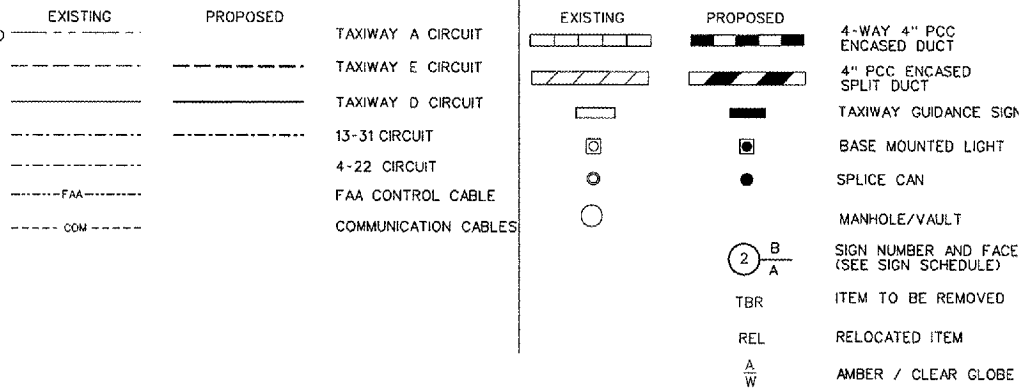 EXISTING PROPOSED
TAXIWAY A CIRCUIT
TAXIWAY E CIRCUIT
TAXIWAY D CIRCUIT
13-31 CIRCUIT
4-22 CIRCUIT
FAA FAA CONTROL CABLE
COM COMMUNICATION CABLES
EXISTING PROPOSED
4-WAY 4" PCC
ENCASED DUCT
4" PCC ENCASED
SPLIT DUCT
TAXIWAY GUIDANCE SIGN
BASE MOUNTED LIGHT
SPLICE CAN
MANHOLE/VAULT
2 B
A
SIGN NUMBER AND FACE
(SEE SIGN SCHEDULE)
TBR ITEM TO BE REMOVED
REL RELOCATED ITEM
A
W
AMBER / CLEAR GLOBE